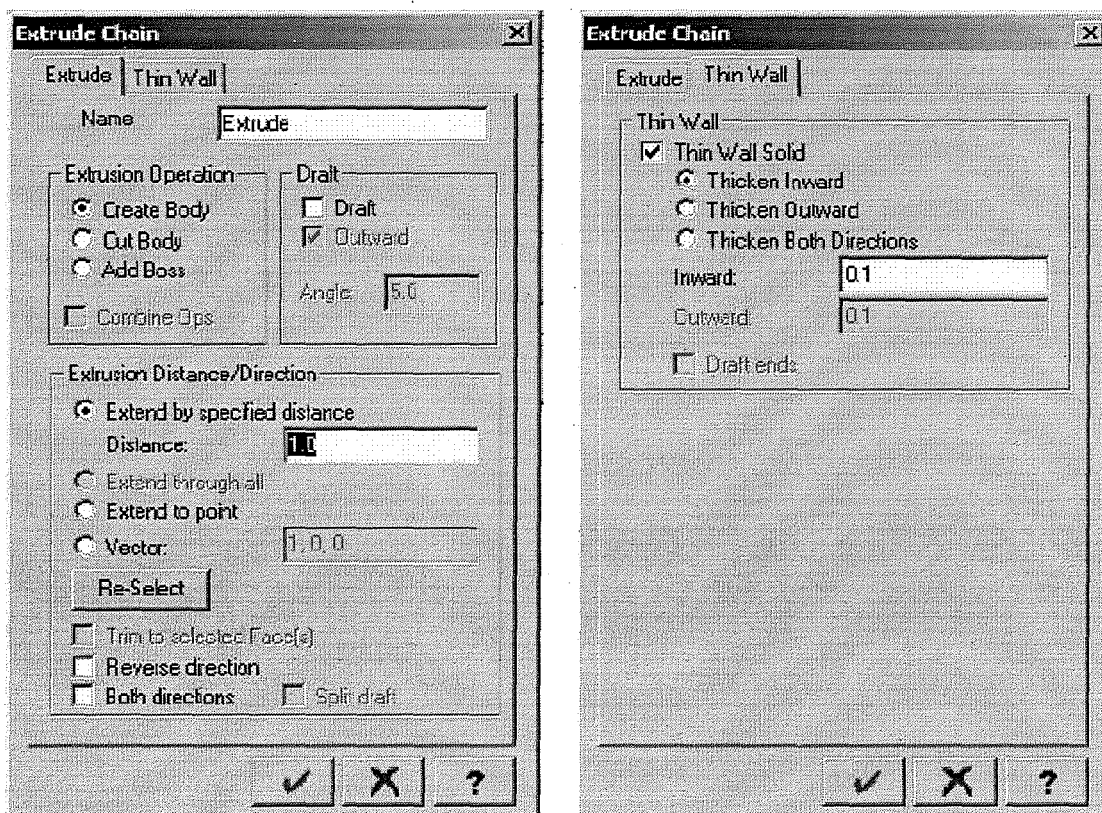 Extrude Chain
Extrude
Thin Wall
Name
Extrude
Extrusion Operation
Create Body
Cut Body
Add Boss
Combine Ops
Draft
Draft
Outward
Angle:
5.0
Extrusion Distance/Direction
Extend by specified distance
Distance:
1.0
Extend through all
Extend to point
Vector:
1, 0, 0
Re-Select
Trim to selected Face(s)
Reverse direction
Both directions
Split draft
?
Extrude Chain
Extrude
Thin Wall
Thin Wall
Thin Wall Solid
Thicken Inward
Thicken Outward
Thicken Both Directions
Inward:
0.1
Outward:
0.1
Draft ends
?